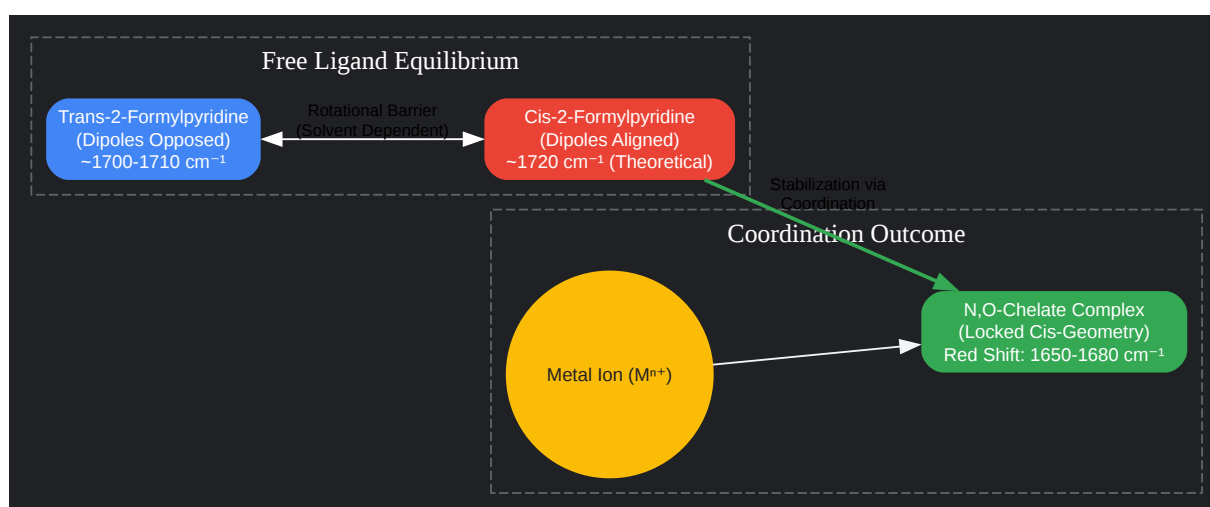 Free Ligand Equilibrium
Trans-2-Formylpyridine
(Dipoles Opposed)
~1700-1710 cm⁻¹
Rotational Barrier
(Solvent Dependent)
Cis-2-Formylpyridine
(Dipoles Aligned)
~1720 cm⁻¹ (Theoretical)
Stabilization via
Coordination
Coordination Outcome
Metal Ion (Mⁿ⁺)
N,O-Chelate Complex
(Locked Cis-Geometry)
Red Shift: 1650-1680 cm⁻¹